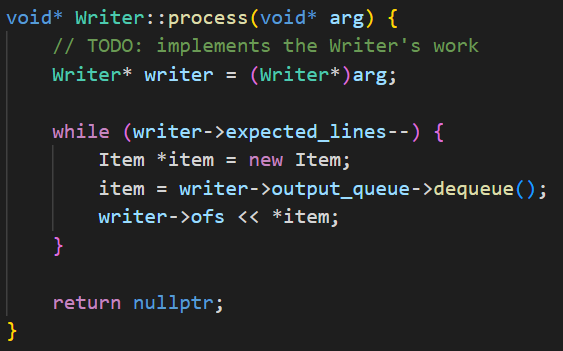 void* Writer::process(void* arg) {
    // TODO: implements the Writer's work
    Writer* writer = (Writer*)arg;

    while (writer->expected_lines--) {
        Item *item = new Item;
        item = writer->output_queue->dequeue();
        writer->ofs << *item;
    }

    return nullptr;
}